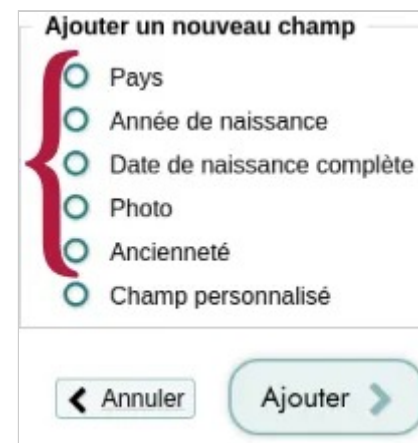 Ajouter un nouveau champ
Pays
Année de naissance
Date de naissance complète
Photo
Ancienneté
Champ personnalisé
Annuler
Ajouter